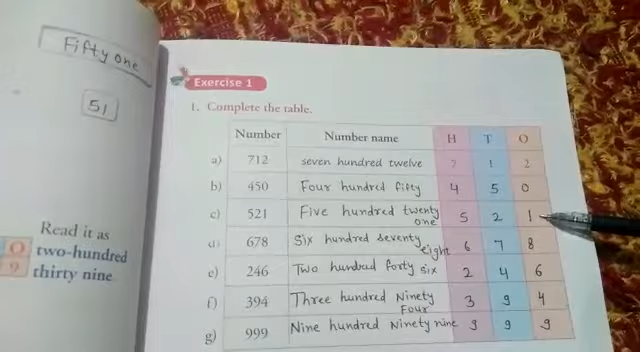 Fifty one
51
Read it as
O two-hundred
9 thirty nine
Exercise 1
1. Complete the table.
Number Number name H T O
a) 712 seven hundred twelve 7 1 2
b) 450 Four hundred fifty 4 5 0
c) 521 Five hundred twenty 5 2 1
one
d) 678 Six hundred seventy 6 7 8
eight
e) 246 Two hundred forty six 2 4 6
f) 394 Three hundred Ninety 3 9 4
Four
g) 999 Nine hundred Ninety nine 9 9 9